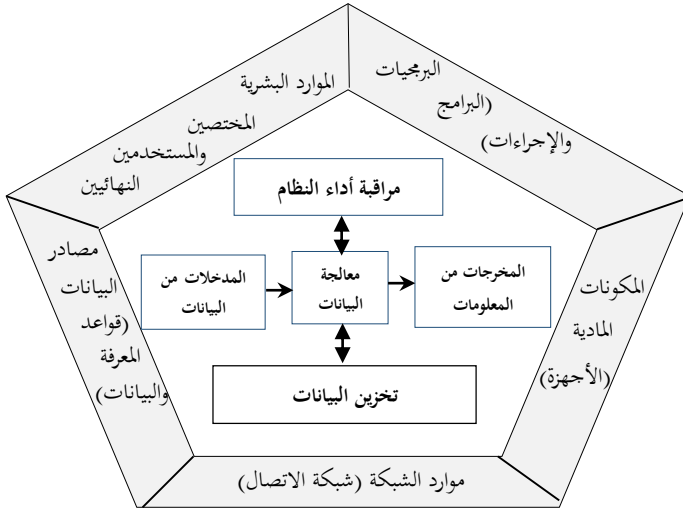 البرمجيات
(البرامج
والإجراءات)
الموارد البشرية
المختصين
والمستخدمين
النهائيين
مراقبة أداء النظام
المكونات
المادية
(الأجهزة)
المخرجات من
المعلومات
معالجة
البيانات
المدخلات من
البيانات
مصادر
البيانات
(قواعد
المعرفة
والبيانات)
تخزين البيانات
موارد الشبكة (شبكة الاتصال)